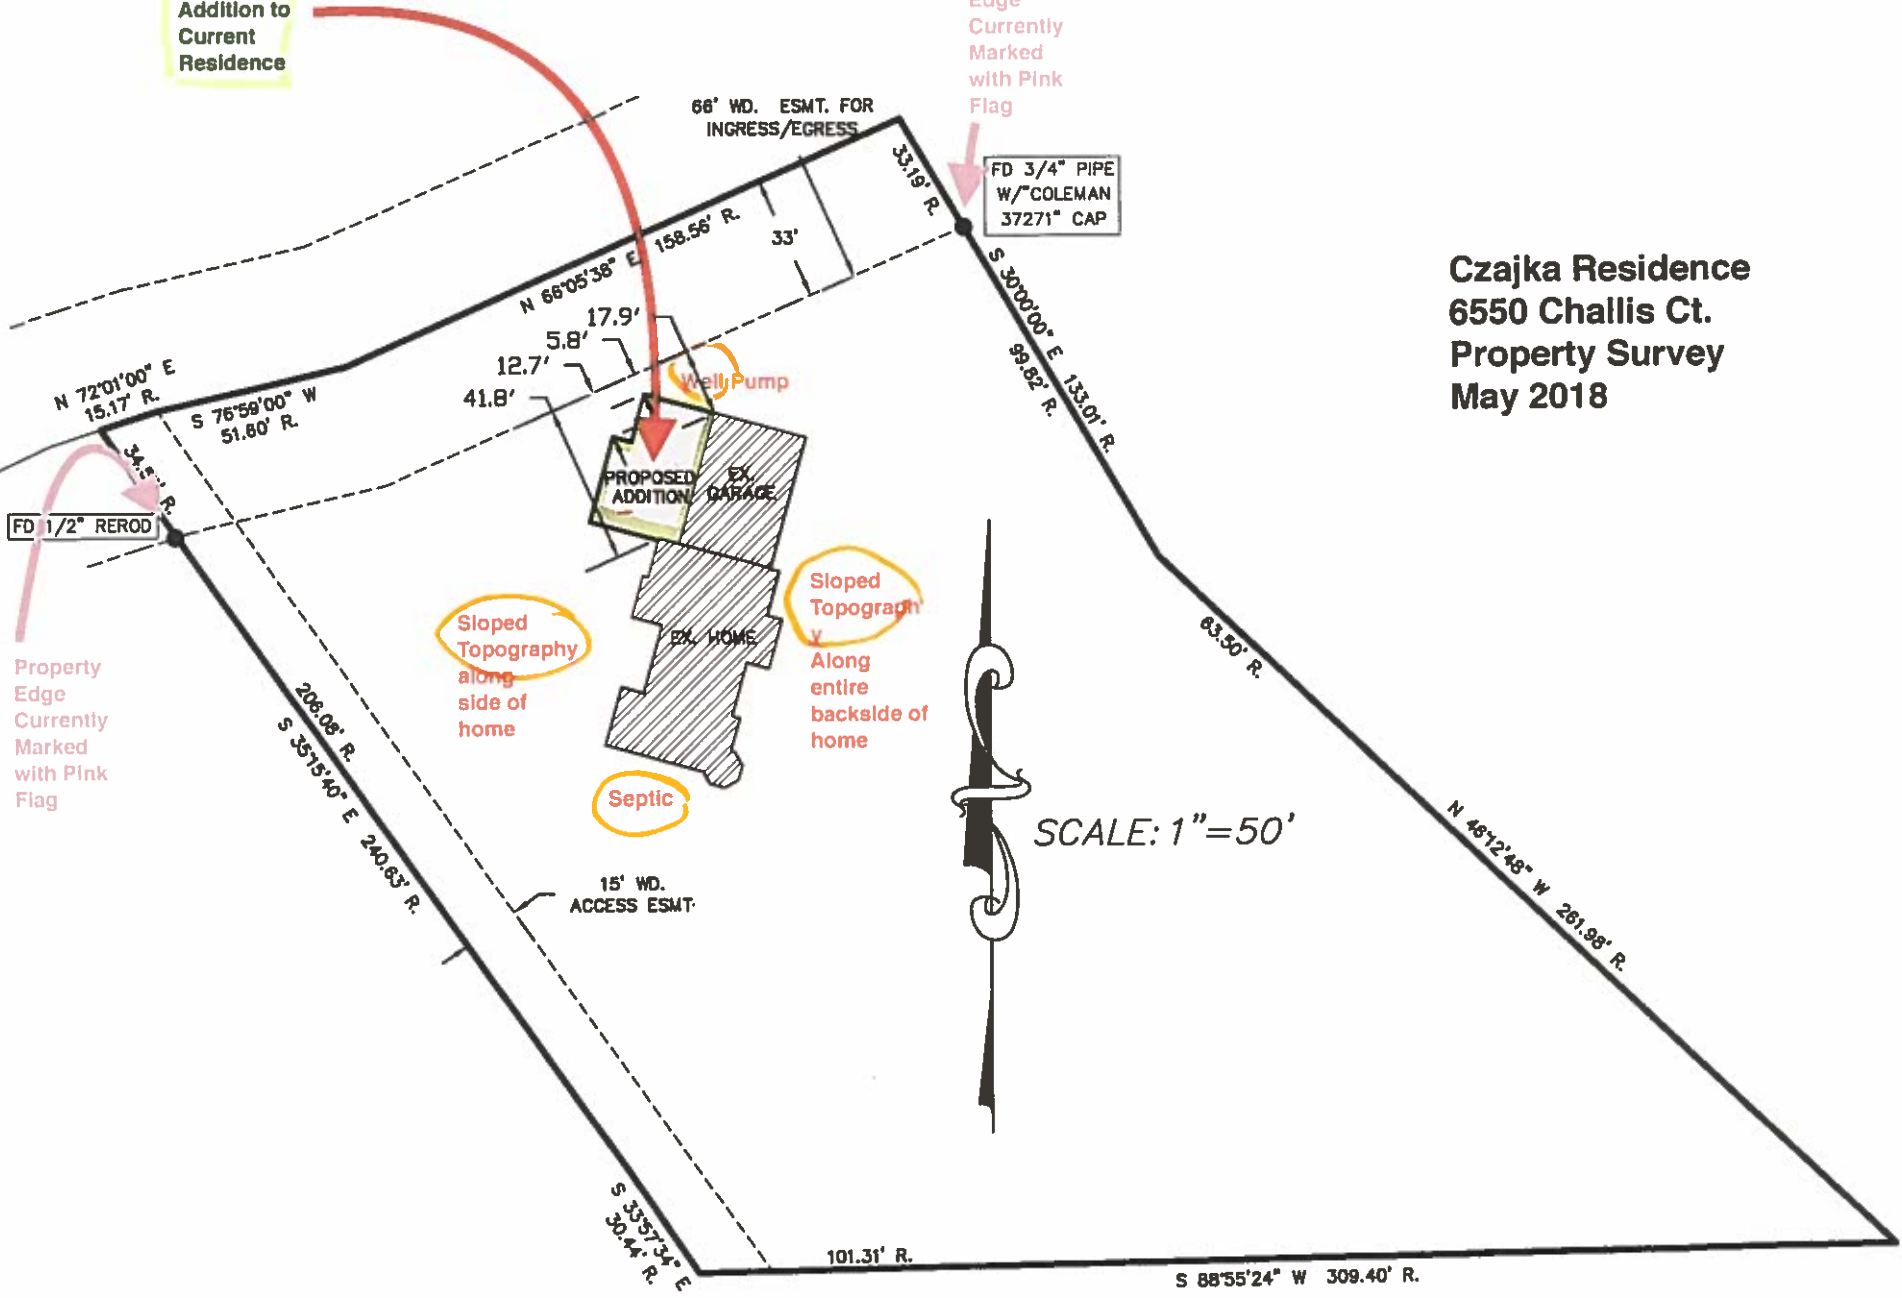 Addition to
Current
Residence
Edge
Currently
Marked
with Pink
Flag
66' WD. ESMT. FOR
INGRESS/EGRESS
33.19' R.
FD 3/4" PIPE
W/"COLEMAN
37271" CAP
Czajka Residence
6550 Challis Ct.
Property Survey
May 2018
N 66°05'38" E 158.56' R.
33'
S 30°00'00" E 133.01' R.
99.82' R.
17.9'
5.8'
12.7'
41.8'
Well Pump
N 72°01'00" E
15.17' R.
S 76°59'00" W
51.60' R.
R.
FD 1/2" REROD
PROPOSED
ADDITION
EX.
GARAGE
Sloped
Topography
along
side of
home
EX. HOME
Sloped
Topograph
y
Along
entire
backside of
home
Septic
Property
Edge
Currently
Marked
with Pink
Flag
63.50' R.
206.08' R.
S 35°15'40" E 240.63' R.
SCALE: 1"=50'
15' WD.
ACCESS ESMT.
N 46°12'48" W 261.98' R.
S 33°57'34" E
30.44' R.
101.31' R.
S 88°55'24" W 309.40' R.